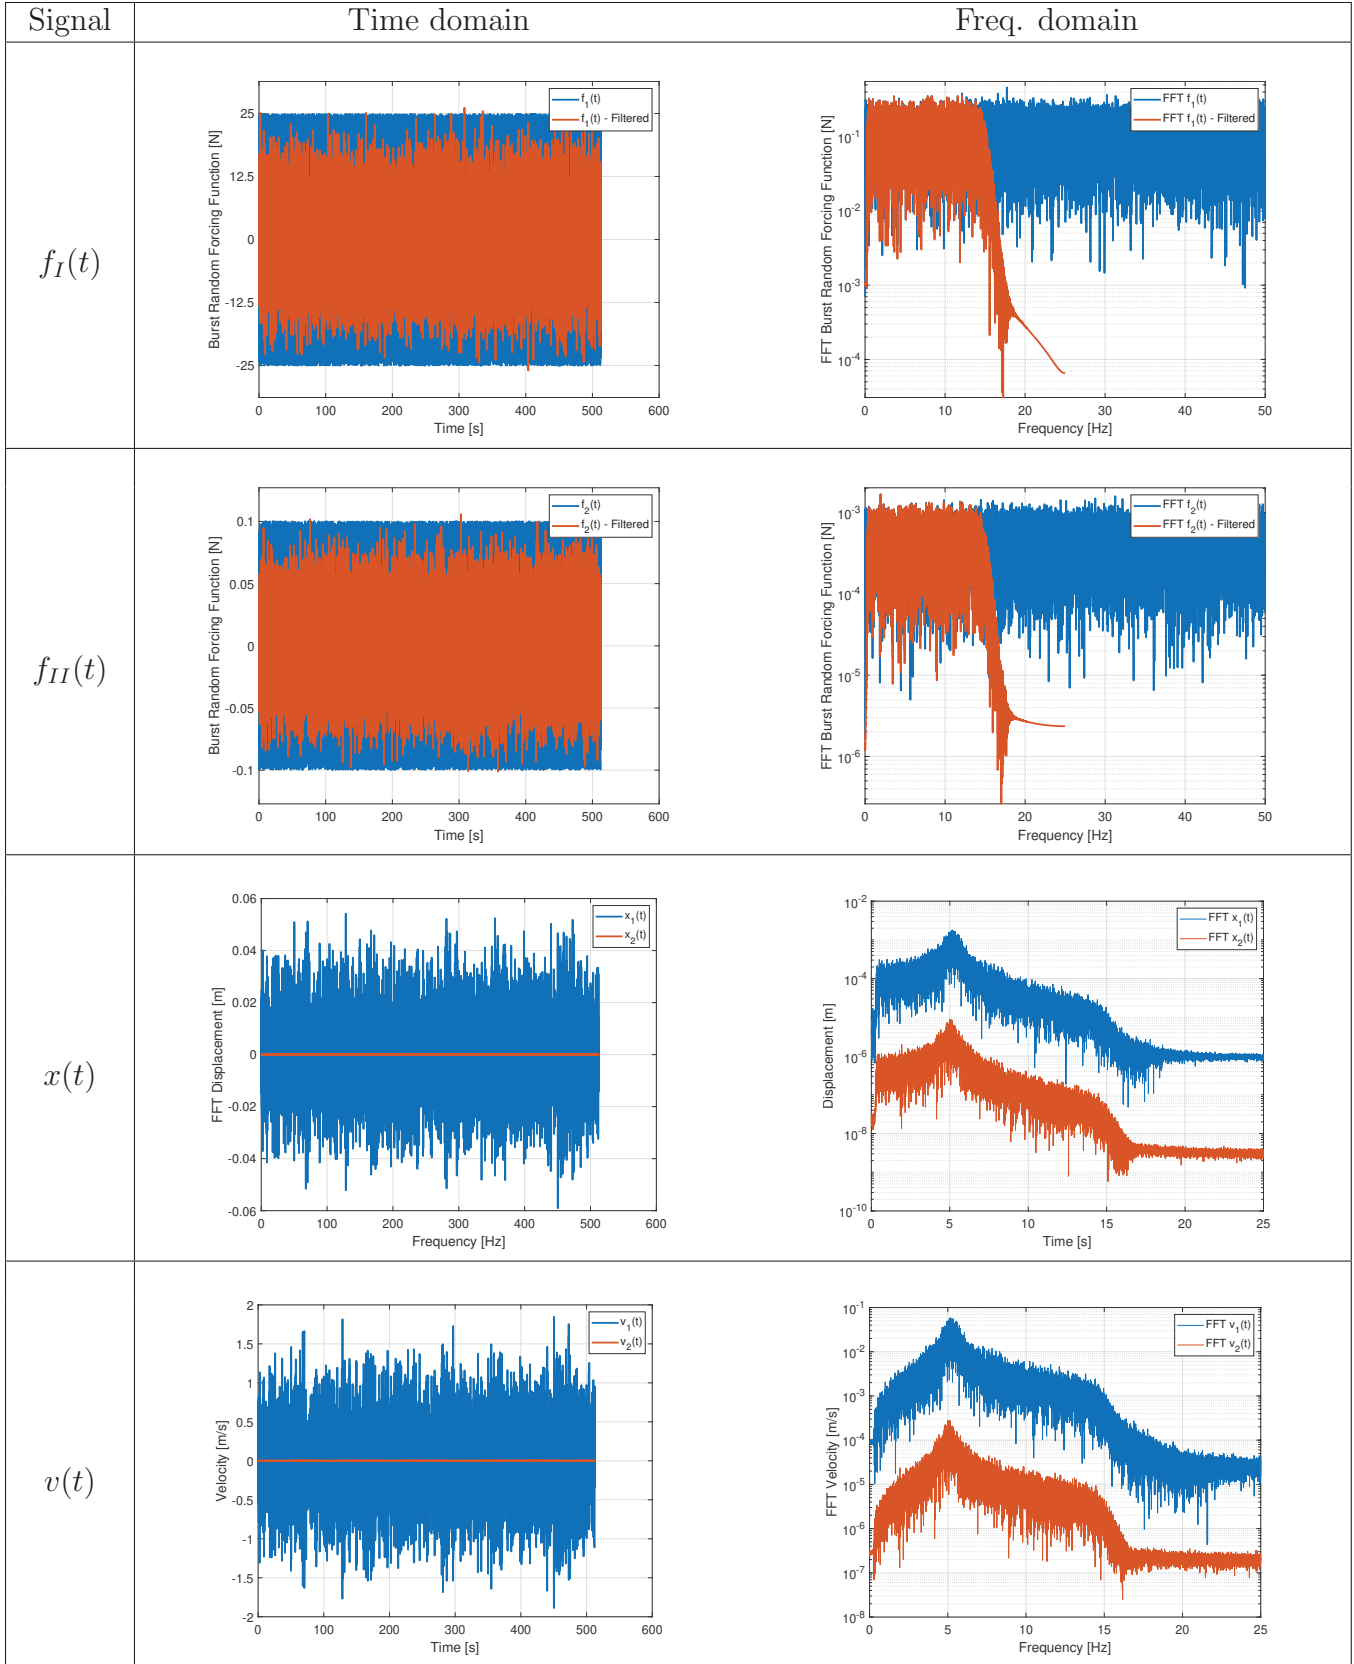 Signal Time domain Freq. domain
f_I(t)
Burst Random Forcing Function [N]
25
12.5
0
-12.5
-25
0 100 200 300 400 500 600
Time [s]
f_1(t)
f_1(t) - Filtered
FFT Burst Random Forcing Function [N]
10^-1
10^-2
10^-3
10^-4
0 10 20 30 40 50
Frequency [Hz]
FFT f_1(t)
FFT f_1(t) - Filtered
f_II(t)
Burst Random Forcing Function [N]
0.1
0.05
0
-0.05
-0.1
0 100 200 300 400 500 600
Time [s]
f_2(t)
f_2(t) - Filtered
FFT Burst Random Forcing Function [N]
10^-3
10^-4
10^-5
10^-6
0 10 20 30 40 50
Frequency [Hz]
FFT f_2(t)
FFT f_2(t) - Filtered
x(t)
FFT Displacement [m]
0.06
0.04
0.02
0
-0.02
-0.04
-0.06
0 100 200 300 400 500 600
Frequency [Hz]
x_1(t)
x_2(t)
Displacement [m]
10^-2
10^-4
10^-6
10^-8
10^-10
0 5 10 15 20 25
Time [s]
FFT x_1(t)
FFT x_2(t)
v(t)
Velocity [m/s]
2
1.5
1
0.5
0
-0.5
-1
-1.5
-2
0 100 200 300 400 500 600
Time [s]
v_1(t)
v_2(t)
FFT Velocity [m/s]
10^-1
10^-2
10^-3
10^-4
10^-5
10^-6
10^-7
10^-8
0 5 10 15 20 25
Frequency [Hz]
FFT v_1(t)
FFT v_2(t)